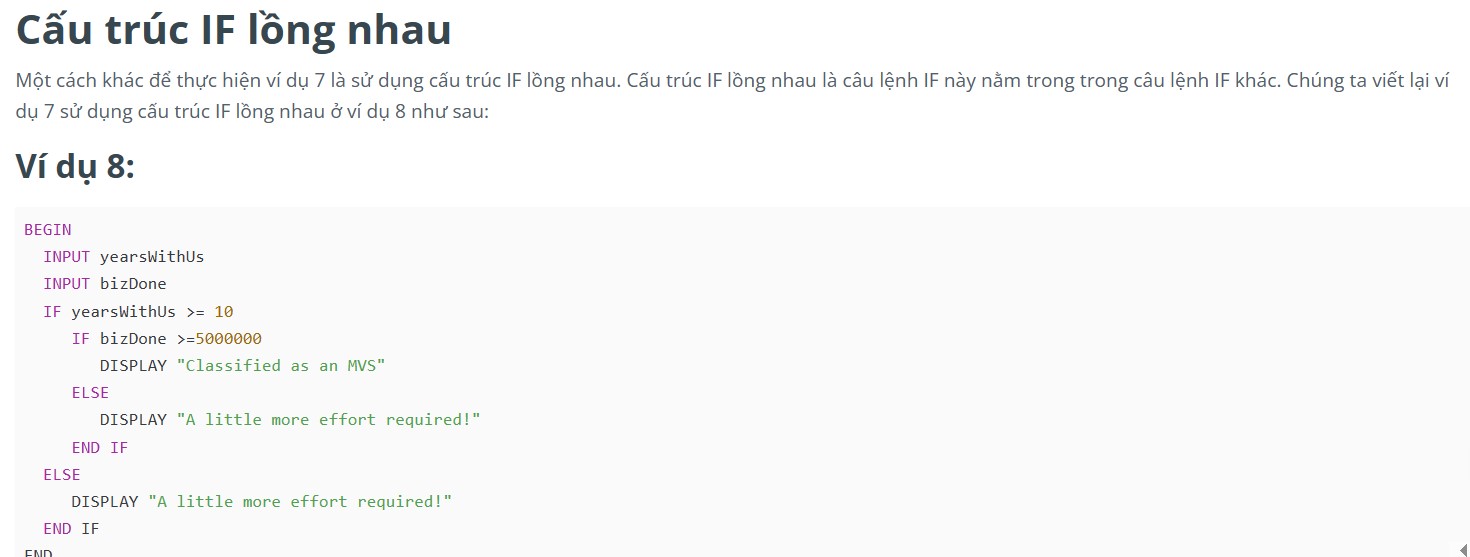 Cấu trúc IF lồng nhau
Một cách khác để thực hiện ví dụ 7 là sử dụng cấu trúc IF lồng nhau. Cấu trúc IF lồng nhau là câu lệnh IF này nằm trong trong câu lệnh IF khác. Chúng ta viết lại ví
dụ 7 sử dụng cấu trúc IF lồng nhau ở ví dụ 8 như sau:
Ví dụ 8:
BEGIN
INPUT yearsWithUs
INPUT bizDone
IF yearsWithUs >= 10
IF bizDone >=5000000
DISPLAY "Classified as an MVS"
ELSE
DISPLAY "A little more effort required!"
END IF
ELSE
DISPLAY "A little more effort required!"
END IF
END